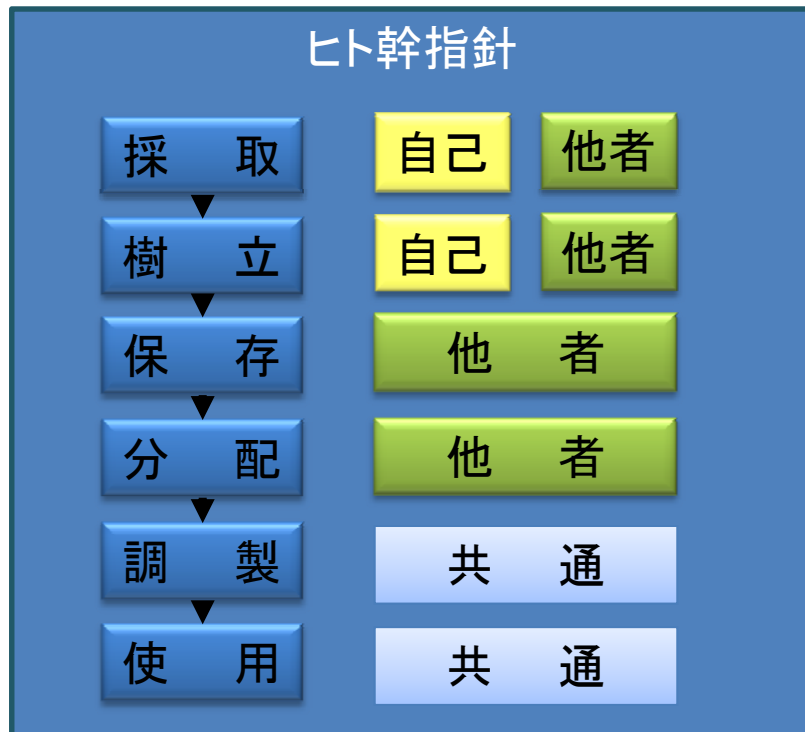 ヒト幹指針
採 取 自己 他者
樹 立 自己 他者
保 存 他 者
分 配 他 者
調 製 共 通
使 用 共 通